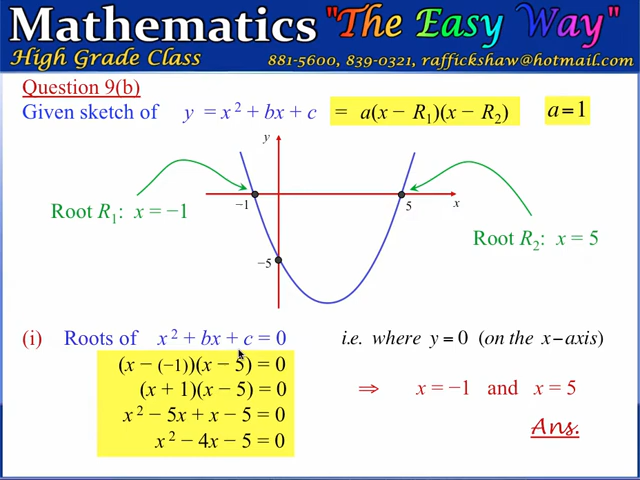 Mathematics "The Easy Way"
High Grade Class 881-5600, 839-0321, raffickshaw@hotmail.com
Question 9(b)
Given sketch of y = x² + bx + c = a(x − R₁)(x − R₂) a=1
y
−1 5 x
Root R₁: x = −1
Root R₂: x = 5
−5
(i) Roots of x² + bx + c = 0 i.e. where y = 0 (on the x−axis)
(x − (−1))(x − 5) = 0
(x + 1)(x − 5) = 0 ⇒ x = −1 and x = 5
x² − 5x + x − 5 = 0 Ans.
x² − 4x − 5 = 0